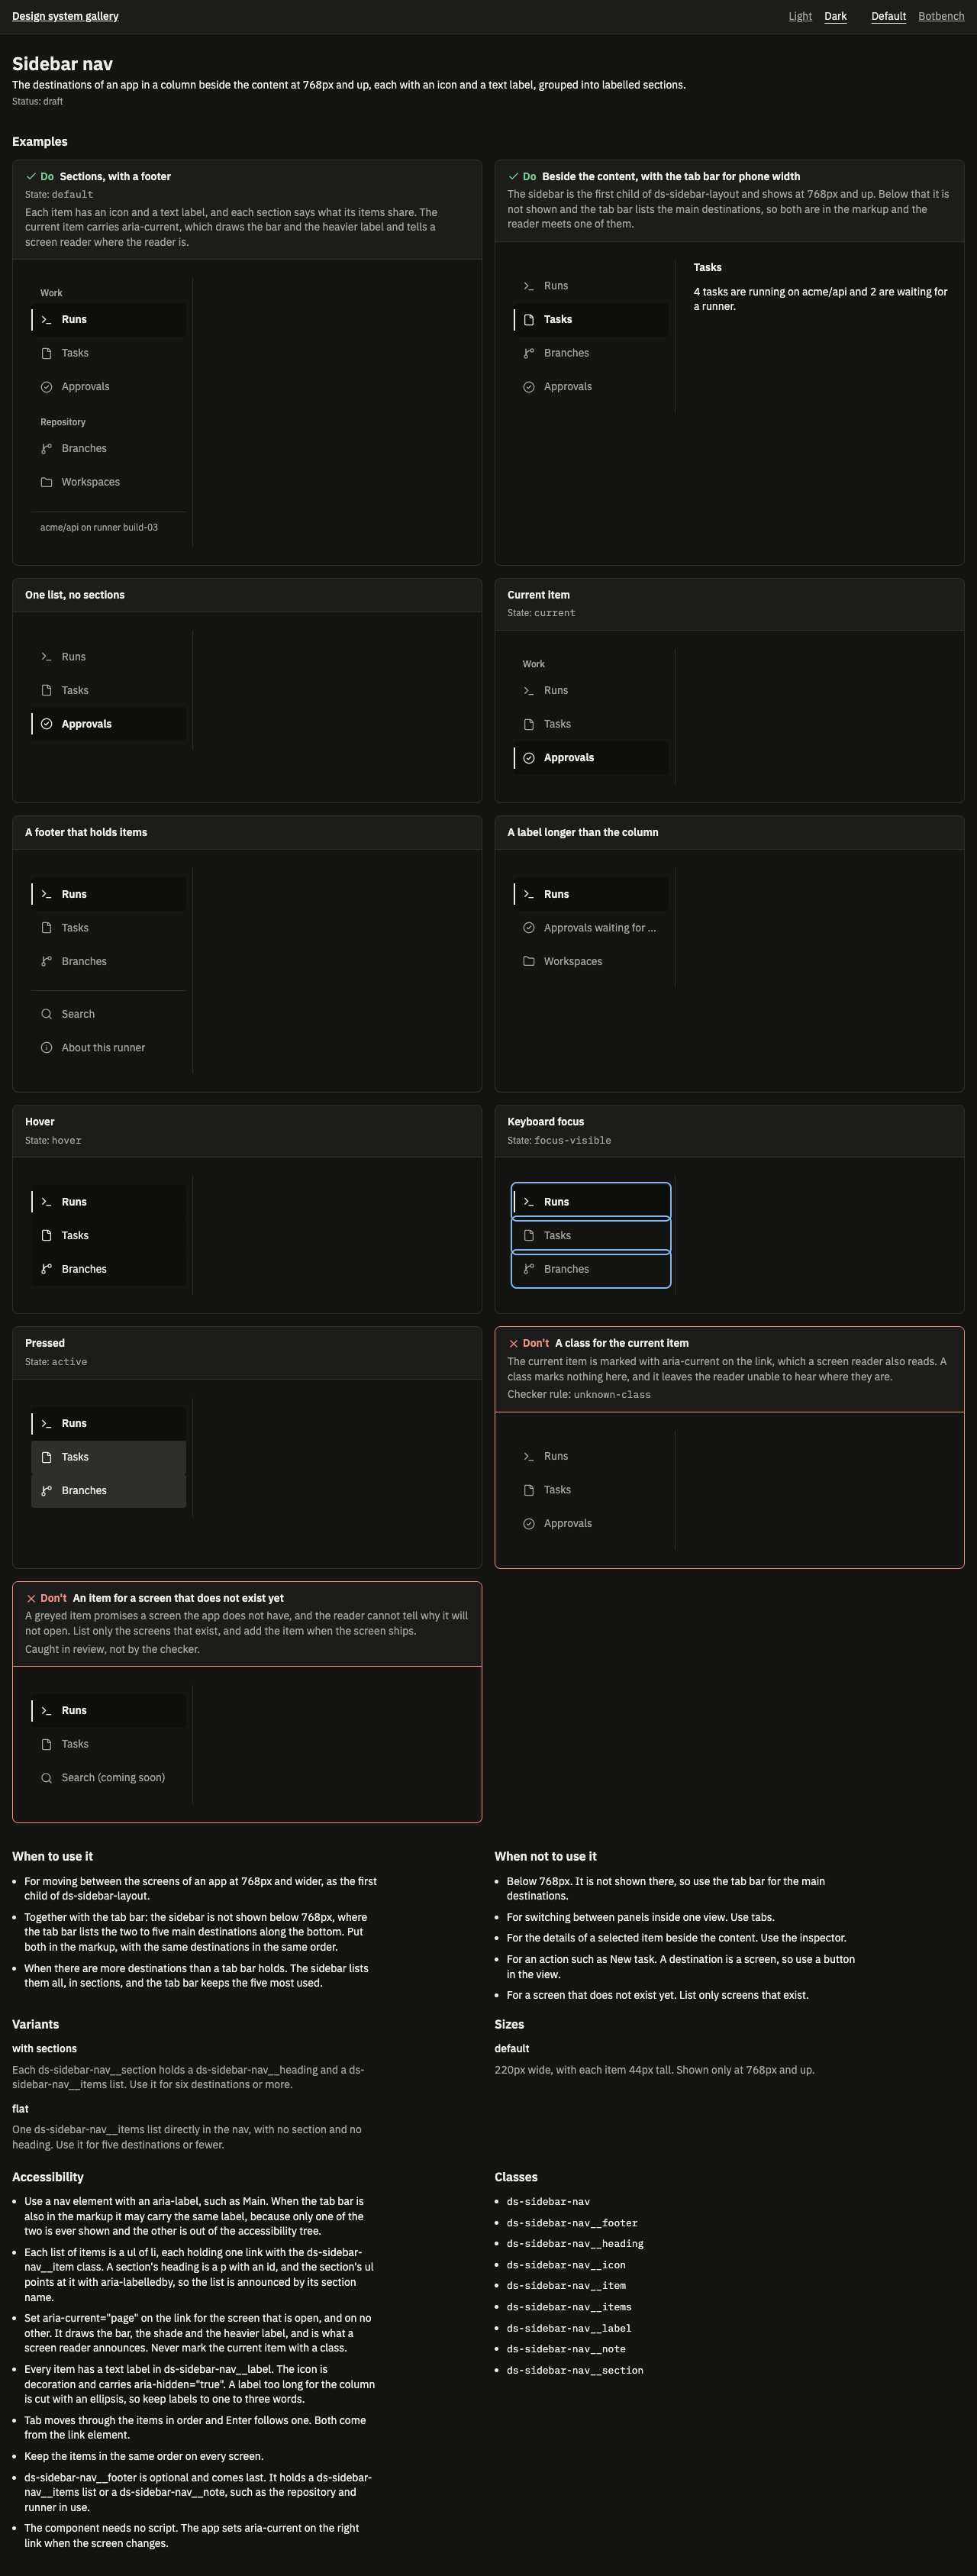 Design system gallery
Light Dark Default Botbench
Sidebar nav
The destinations of an app in a column beside the content at 768px and up, each with an icon and a text label, grouped into labelled sections.
Status: draft
Examples
Do Sections, with a footer
State: default
Each item has an icon and a text label, and each section says what its items share. The
current item carries aria-current, which draws the bar and the heavier label and tells a
screen reader where the reader is.
Work
Runs
Tasks
Approvals
Repository
Branches
Workspaces
acme/api on runner build-03
Do Beside the content, with the tab bar for phone width
The sidebar is the first child of ds-sidebar-layout and shows at 768px and up. Below that it is
not shown and the tab bar lists the main destinations, so both are in the markup and the
reader meets one of them.
Runs
Tasks
Branches
Approvals
Tasks
4 tasks are running on acme/api and 2 are waiting for
a runner.
One list, no sections
Runs
Tasks
Approvals
Current item
State: current
Work
Runs
Tasks
Approvals
A footer that holds items
Runs
Tasks
Branches
Search
About this runner
A label longer than the column
Runs
Approvals waiting for ...
Workspaces
Hover
State: hover
Runs
Tasks
Branches
Keyboard focus
State: focus-visible
Runs
Tasks
Branches
Pressed
State: active
Runs
Tasks
Branches
Don't A class for the current item
The current item is marked with aria-current on the link, which a screen reader also reads. A
class marks nothing here, and it leaves the reader unable to hear where they are.
Checker rule: unknown-class
Runs
Tasks
Approvals
Don't An item for a screen that does not exist yet
A greyed item promises a screen the app does not have, and the reader cannot tell why it will
not open. List only the screens that exist, and add the item when the screen ships.
Caught in review, not by the checker.
Runs
Tasks
Search (coming soon)
When to use it
For moving between the screens of an app at 768px and wider, as the first
child of ds-sidebar-layout.
Together with the tab bar: the sidebar is not shown below 768px, where
the tab bar lists the two to five main destinations along the bottom. Put
both in the markup, with the same destinations in the same order.
When there are more destinations than a tab bar holds. The sidebar lists
them all, in sections, and the tab bar keeps the five most used.
When not to use it
Below 768px. It is not shown there, so use the tab bar for the main
destinations.
For switching between panels inside one view. Use tabs.
For the details of a selected item beside the content. Use the inspector.
For an action such as New task. A destination is a screen, so use a button
in the view.
For a screen that does not exist yet. List only screens that exist.
Variants
with sections
Each ds-sidebar-nav__section holds a ds-sidebar-nav__heading and a ds-
sidebar-nav__items list. Use it for six destinations or more.
flat
One ds-sidebar-nav__items list directly in the nav, with no section and no
heading. Use it for five destinations or fewer.
Sizes
default
220px wide, with each item 44px tall. Shown only at 768px and up.
Accessibility
Use a nav element with an aria-label, such as Main. When the tab bar is
also in the markup it may carry the same label, because only one of the
two is ever shown and the other is out of the accessibility tree.
Each list of items is a ul of li, each holding one link with the ds-sidebar-
nav__item class. A section's heading is a p with an id, and the section's ul
points at it with aria-labelledby, so the list is announced by its section
name.
Set aria-current="page" on the link for the screen that is open, and on no
other. It draws the bar, the shade and the heavier label, and is what a
screen reader announces. Never mark the current item with a class.
Every item has a text label in ds-sidebar-nav__label. The icon is
decoration and carries aria-hidden="true". A label too long for the column
is cut with an ellipsis, so keep labels to one to three words.
Tab moves through the items in order and Enter follows one. Both come
from the link element.
Keep the items in the same order on every screen.
ds-sidebar-nav__footer is optional and comes last. It holds a ds-sidebar-
nav__items list or a ds-sidebar-nav__note, such as the repository and
runner in use.
The component needs no script. The app sets aria-current on the right
link when the screen changes.
Classes
ds-sidebar-nav
ds-sidebar-nav__footer
ds-sidebar-nav__heading
ds-sidebar-nav__icon
ds-sidebar-nav__item
ds-sidebar-nav__items
ds-sidebar-nav__label
ds-sidebar-nav__note
ds-sidebar-nav__section